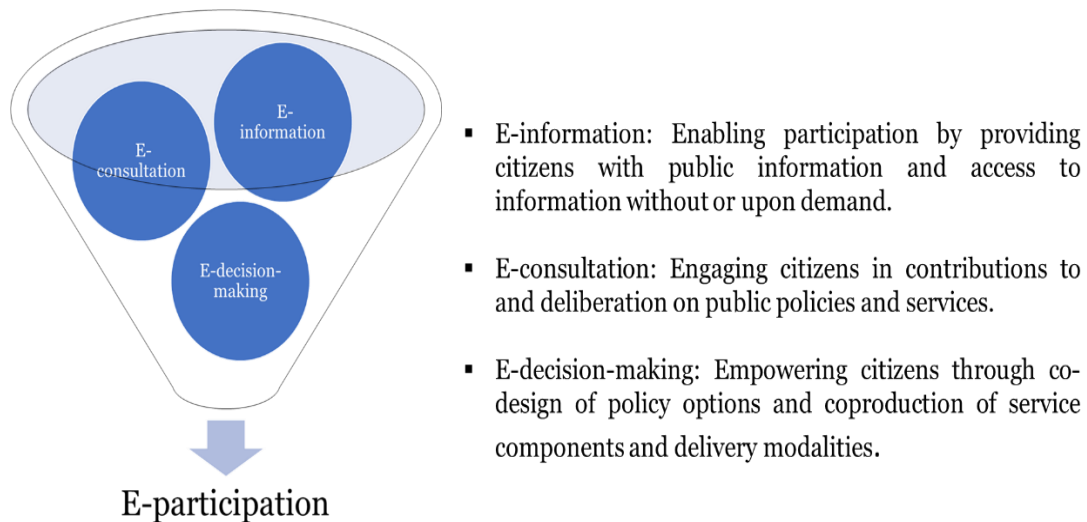 E-
information
E-
consultation
E-decision-
making
E-participation
▪ E-information: Enabling participation by providing
citizens with public information and access to
information without or upon demand.
▪ E-consultation: Engaging citizens in contributions to
and deliberation on public policies and services.
▪ E-decision-making: Empowering citizens through co-
design of policy options and coproduction of service
components and delivery modalities.